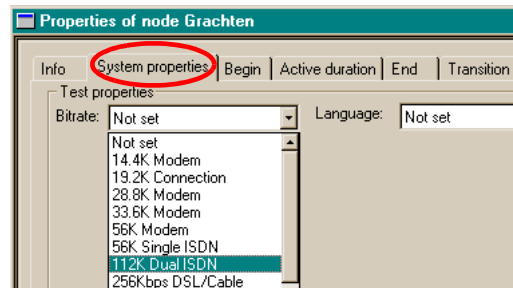 Properties of node Grachten
Info System properties Begin Active duration End Transition
Test properties
Bitrate: Not set Language: Not set
Not set
14.4K Modem
19.2K Connection
28.8K Modem
33.6K Modem
56K Modem
56K Single ISDN
112K Dual ISDN
256Kbps DSL/Cable